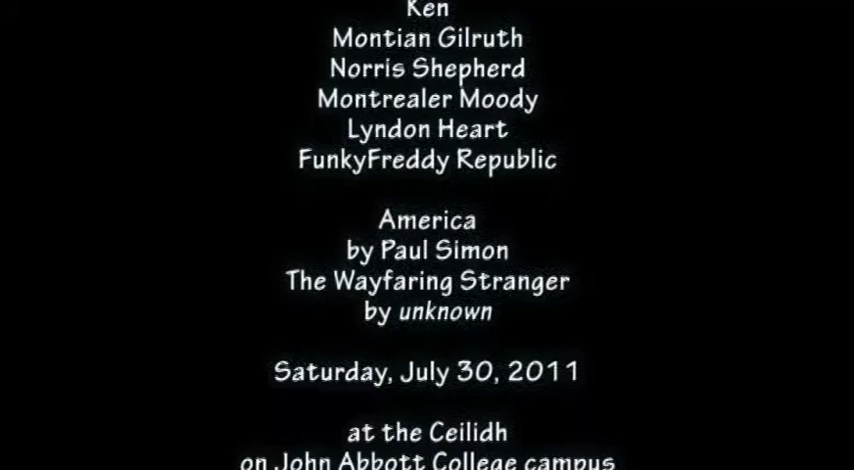 Ken
Montian Gilruth
Norris Shepherd
Montrealer Moody
Lyndon Heart
FunkyFreddy Republic
America
by Paul Simon
The Wayfaring Stranger
by unknown
Saturday, July 30, 2011
at the Ceilidh
on John Abbott College campus